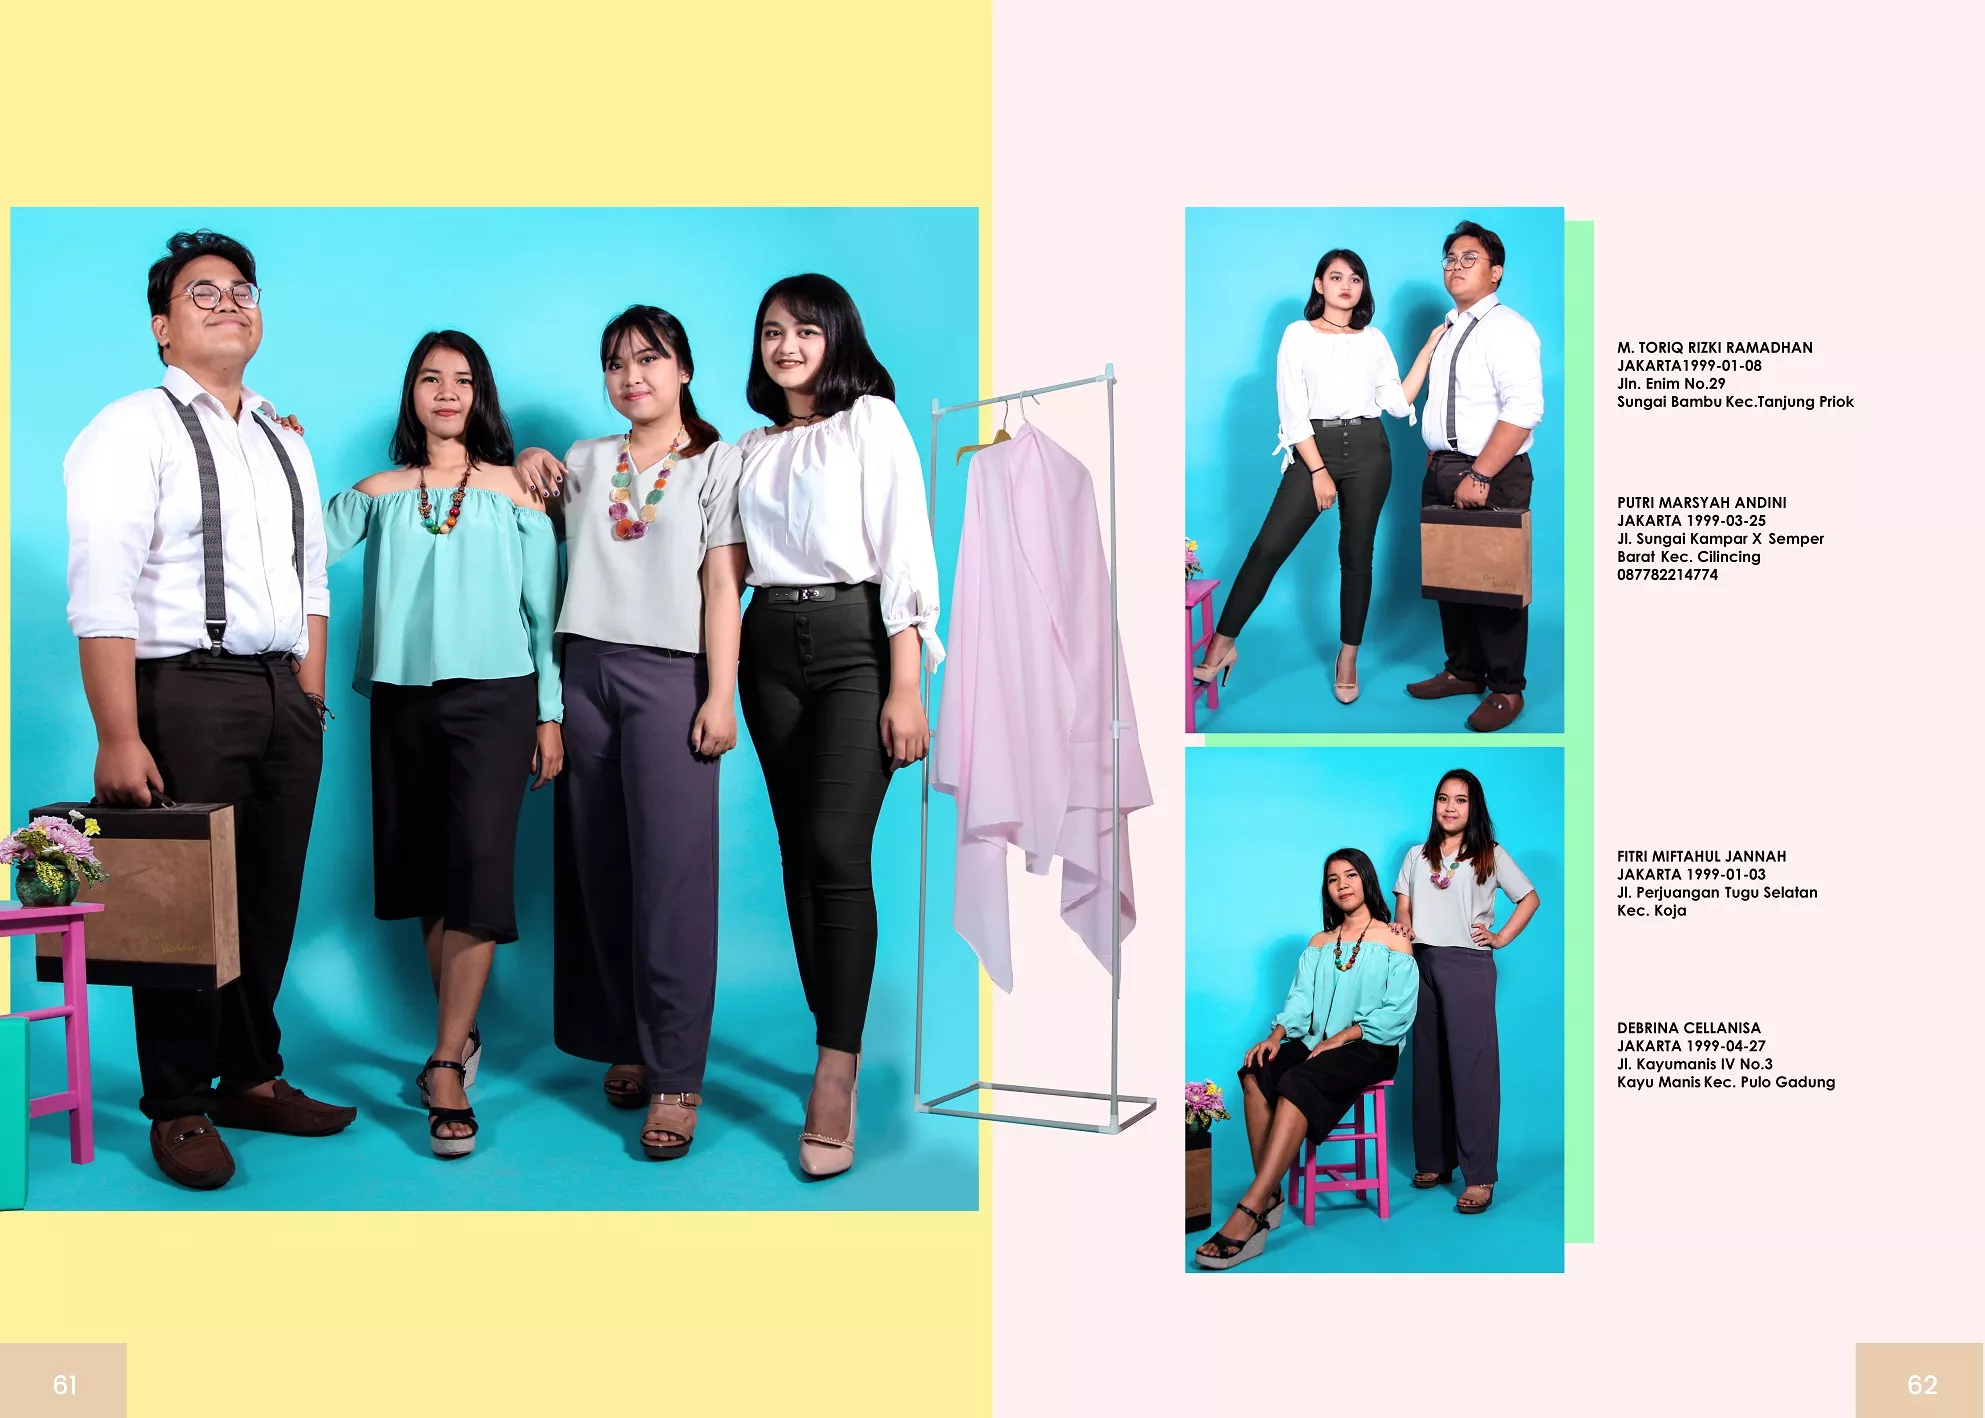 M. TORIQ RIZKI RAMADHAN
JAKARTA1999-01-08
Jln. Enim No.29
Sungai Bambu Kec.Tanjung Priok
PUTRI MARSYAH ANDINI
JAKARTA 1999-03-25
Jl. Sungai Kampar X Semper
Barat Kec. Cilincing
087782214774
FITRI MIFTAHUL JANNAH
JAKARTA 1999-01-03
Jl. Perjuangan Tugu Selatan
Kec. Koja
DEBRINA CELLANISA
JAKARTA 1999-04-27
Jl. Kayumanis IV No.3
Kayu Manis Kec. Pulo Gadung
Our
Wedding
61
62